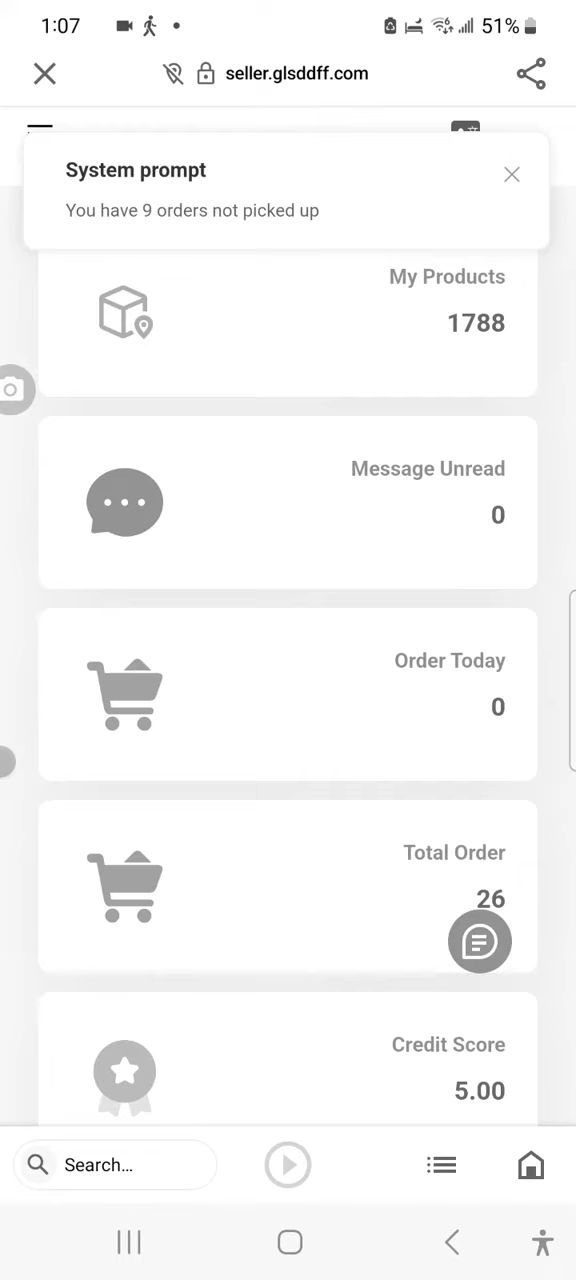 1:07
51%
seller.glsddff.com
System prompt
You have 9 orders not picked up
My Products
1788
Message Unread
0
Order Today
0
Total Order
26
Credit Score
5.00
Search...